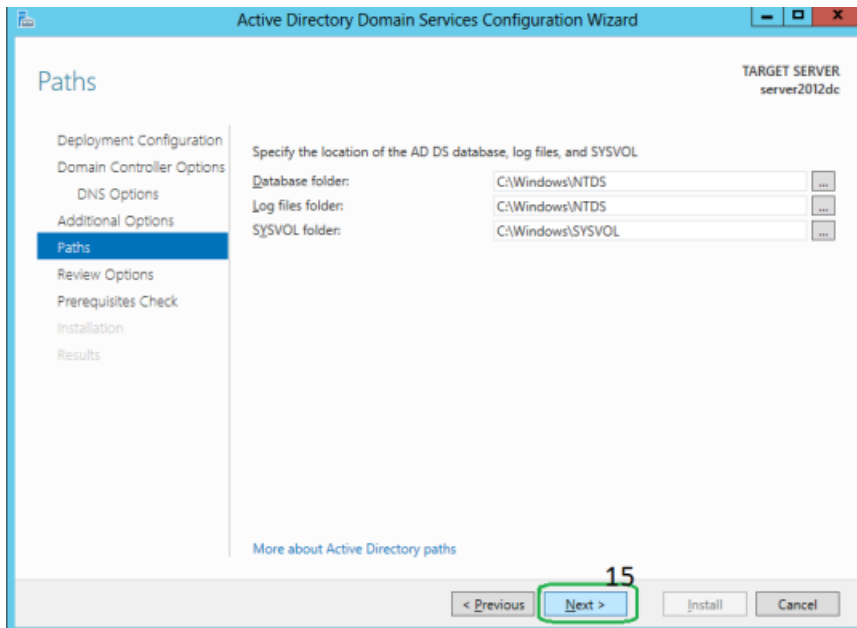 Active Directory Domain Services Configuration Wizard
Paths
TARGET SERVER
server2012dc
Deployment Configuration
Domain Controller Options
DNS Options
Additional Options
Paths
Review Options
Prerequisites Check
Installation
Results
Specify the location of the AD DS database, log files, and SYSVOL
Database folder: C:\Windows\NTDS ...
Log files folder: C:\Windows\NTDS ...
SYSVOL folder: C:\Windows\SYSVOL ...
More about Active Directory paths
15
< Previous Next > Install Cancel